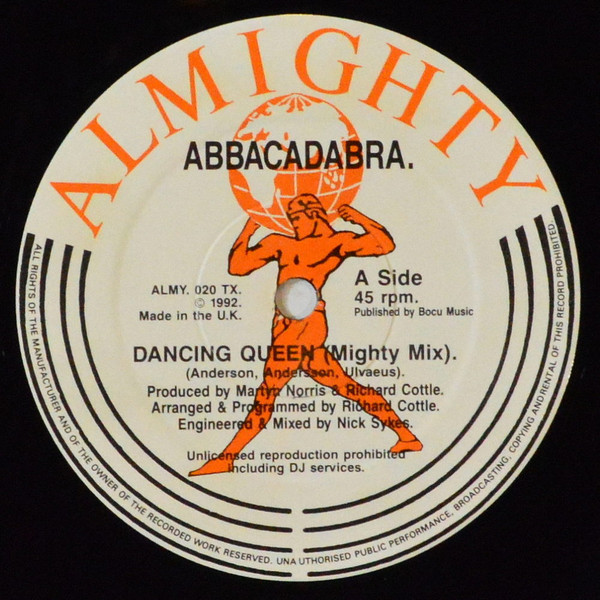 ALMIGHTY
ABBACADABRA.
ALMY. 020 TX.
© 1992.
Made in the U.K.
A Side
45 rpm.
Published by Bocu Music
DANCING QUEEN (Mighty Mix).
(Anderson, Andersson, Ulvaeus).
Produced by Martyn Norris & Richard Cottle.
Arranged & Programmed by Richard Cottle.
Engineered & Mixed by Nick Sykes.
Unlicensed reproduction prohibited
including DJ services.
ALL RIGHTS OF THE MANUFACTURER AND OF THE OWNER OF THE RECORDED WORK RESERVED. UNAUTHORISED PUBLIC PERFORMANCE, BROADCASTING, COPYING AND RENTAL OF THIS RECORD PROHIBITED.